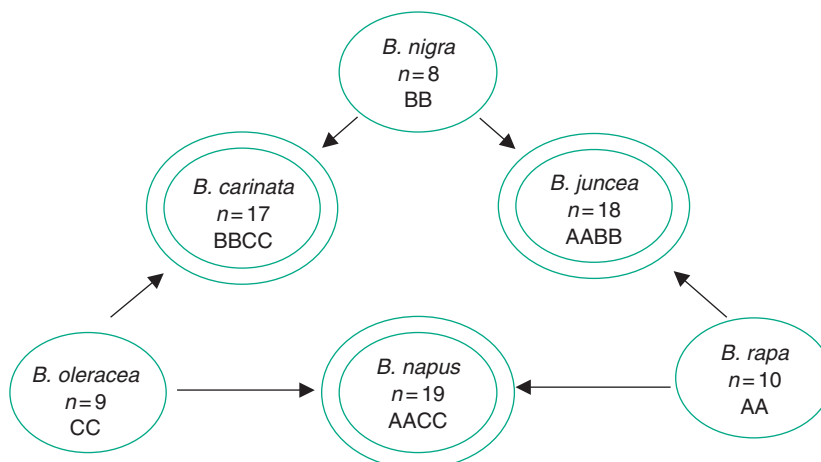 B. nigra
n=8
BB
B. carinata
n=17
BBCC
B. juncea
n=18
AABB
B. oleracea
n=9
CC
B. napus
n=19
AACC
B. rapa
n=10
AA